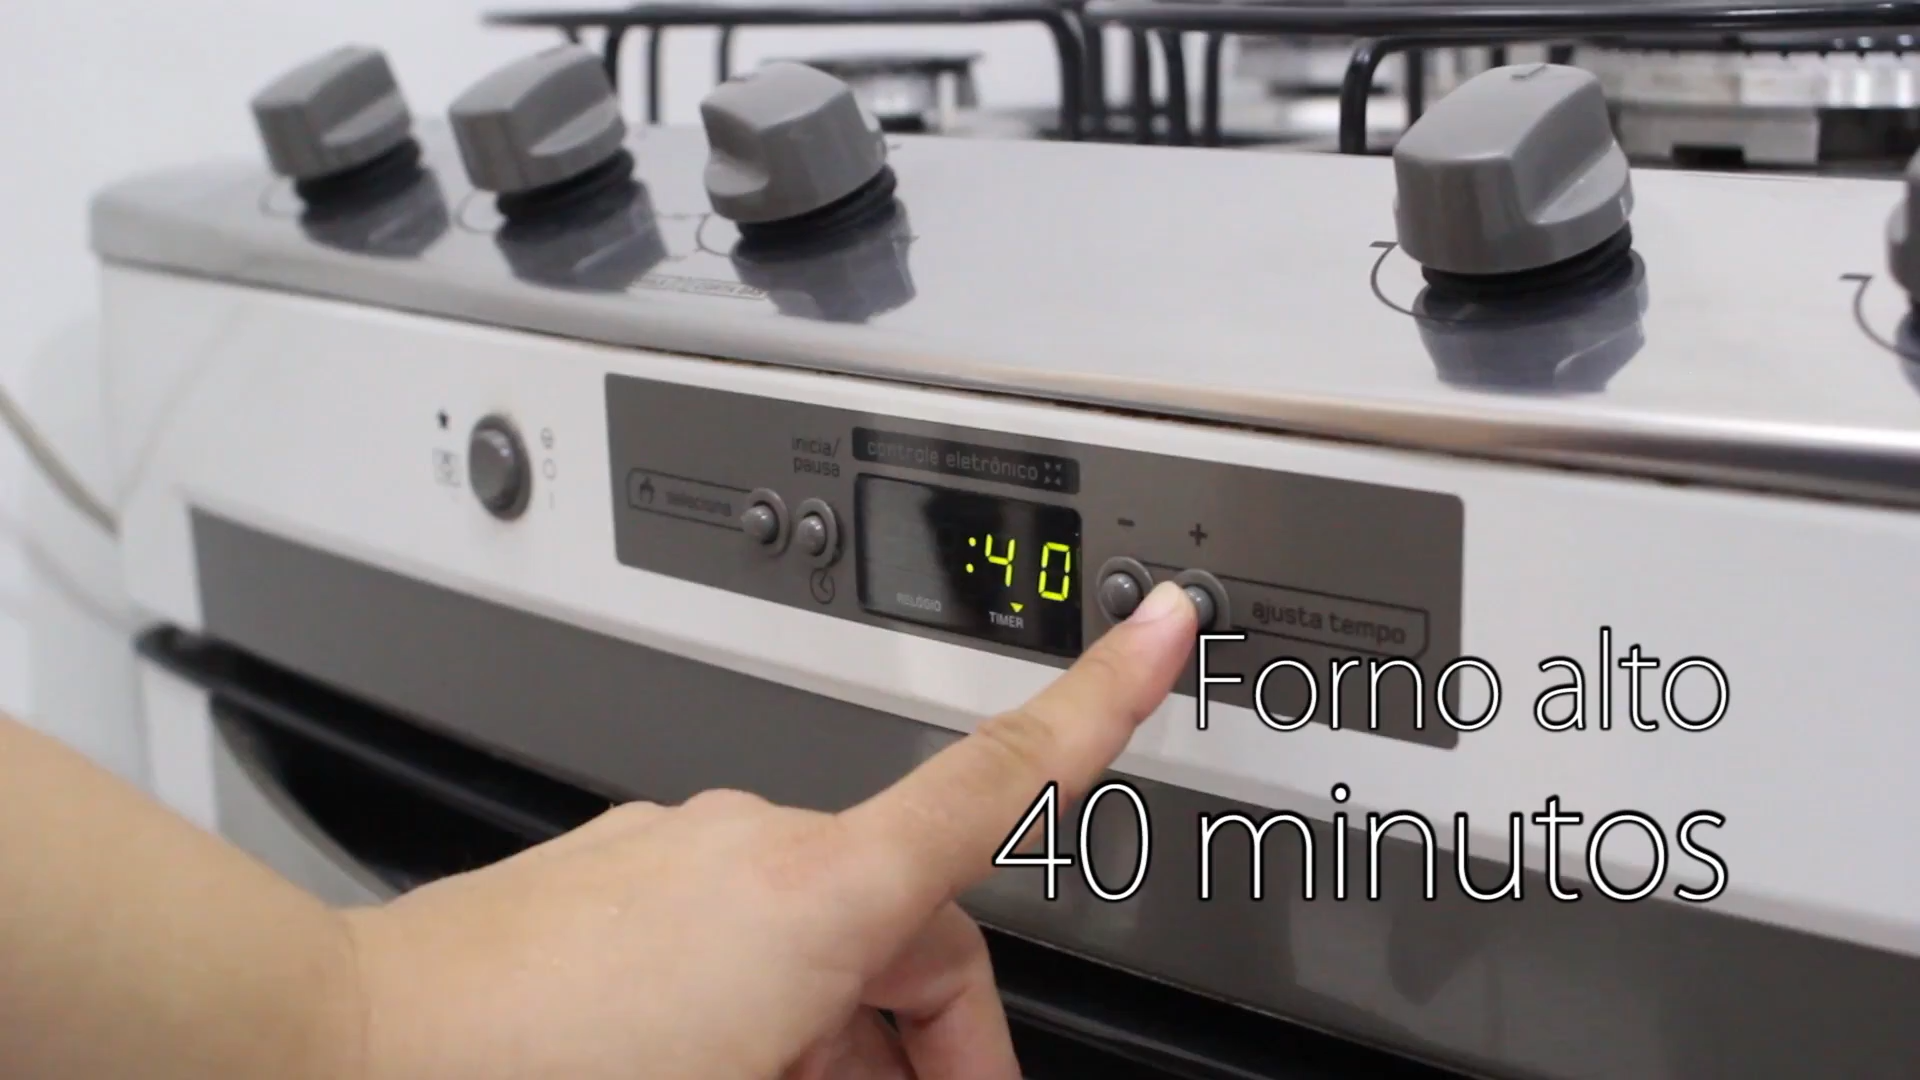 inicia/
pausa
controle eletrônico
seleciona
- +
:40
RELÓGIO
TIMER
ajusta tempo
Forno alto
40 minutos